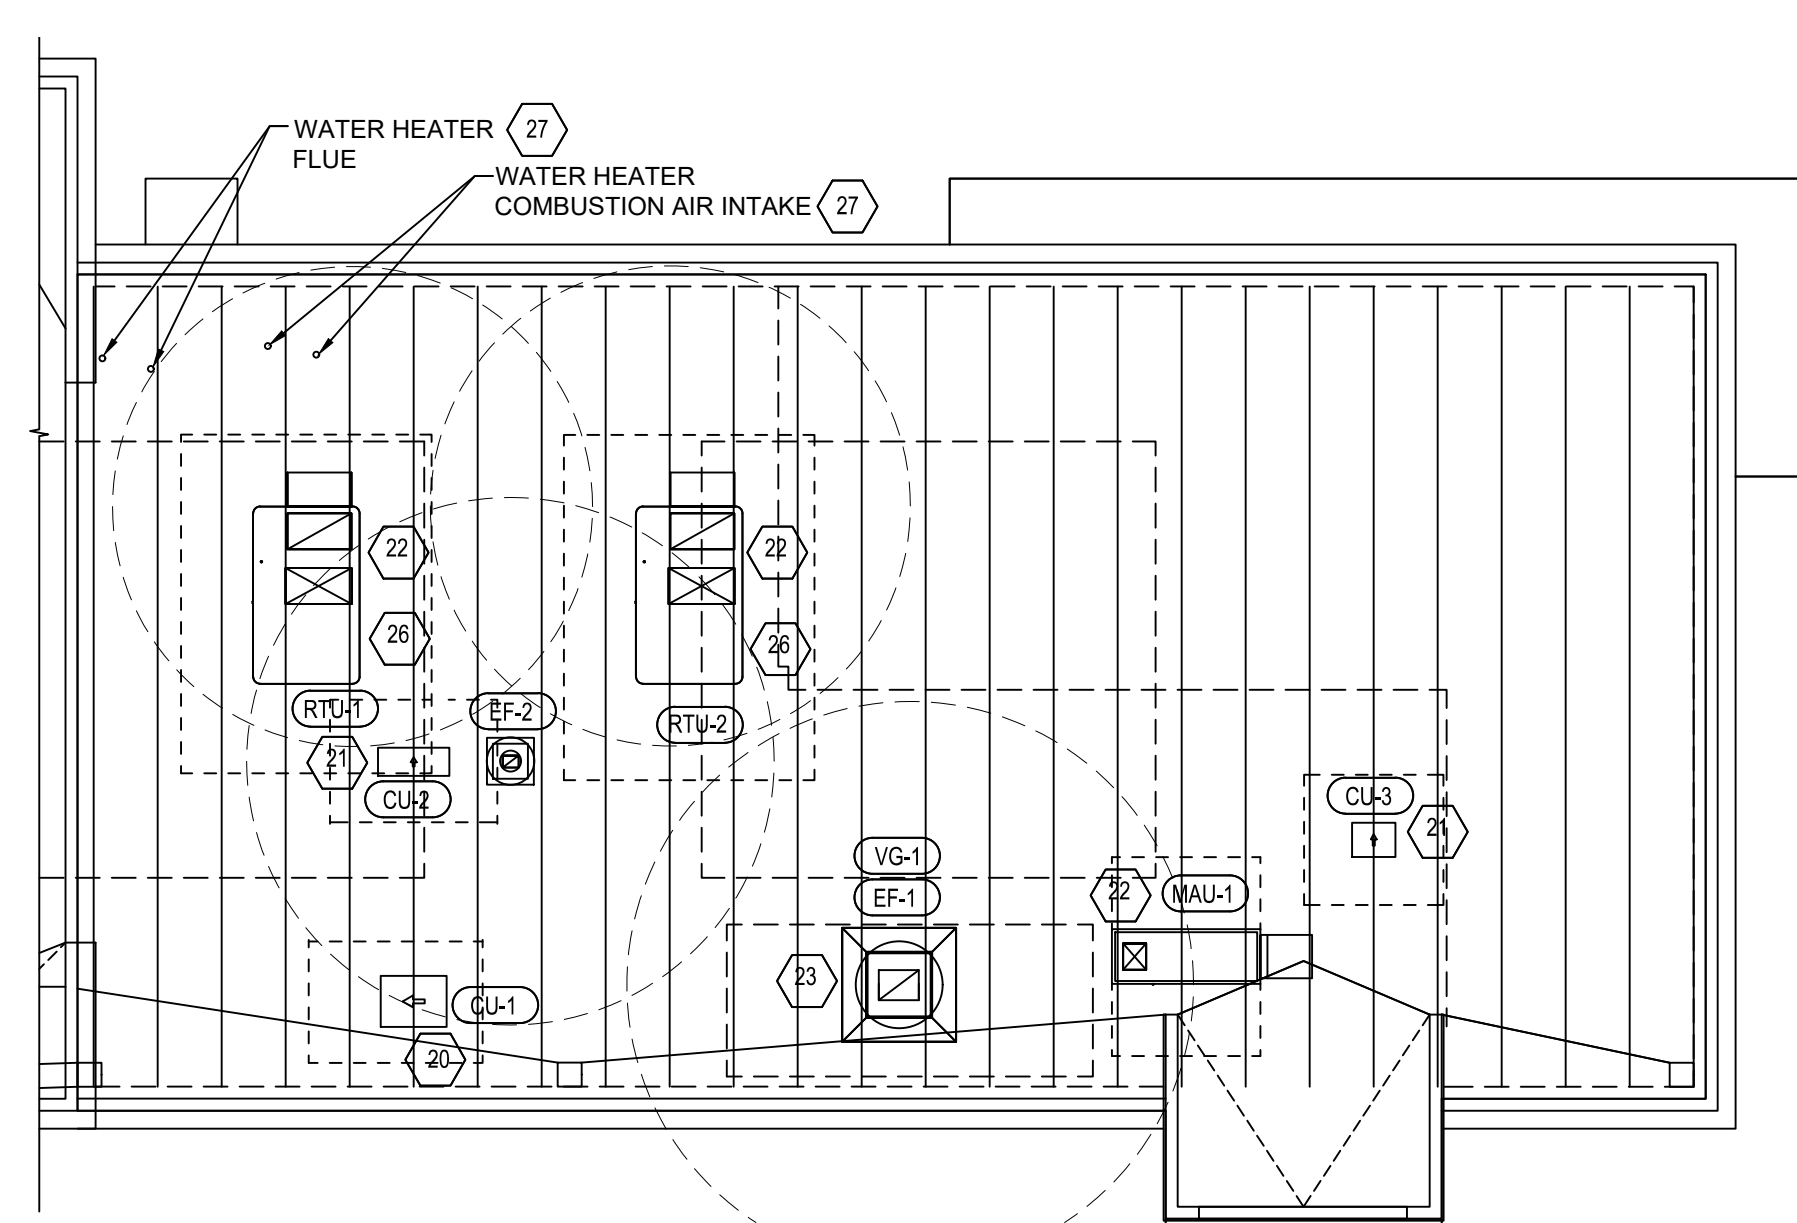 WATER HEATER 27
FLUE
WATER HEATER
COMBUSTION AIR INTAKE 27
22
22
26
26
RTU-1
EF-2
RTU-2
21
CU-2
CU-3
21
VG-1
EF-1
22
MAU-1
23
CU-1
20